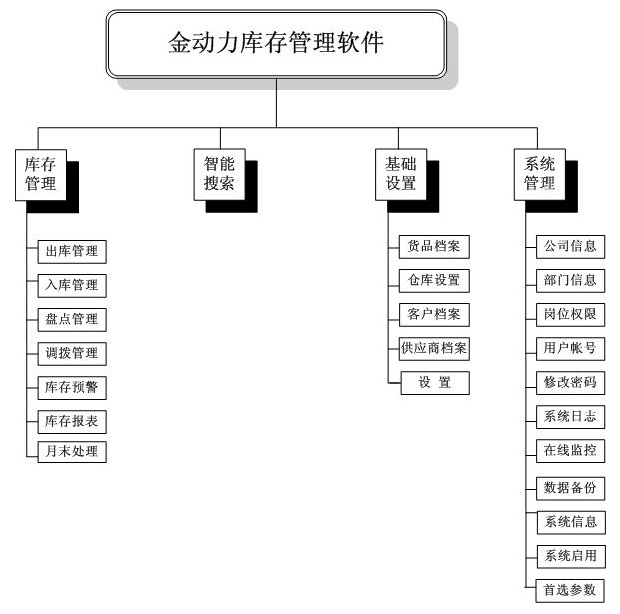 金动力库存管理软件
库存
管理
智能
搜索
基础
设置
系统
管理
出库管理
入库管理
盘点管理
调拨管理
库存预警
库存报表
月末处理
货品档案
仓库设置
客户档案
供应商档案
设 置
公司信息
部门信息
岗位权限
用户帐号
修改密码
系统日志
在线监控
数据备份
系统信息
系统启用
首选参数